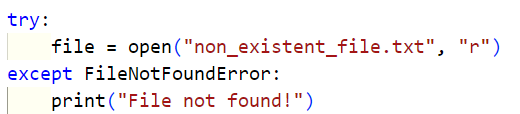 try:
    file = open("non_existent_file.txt", "r")
except FileNotFoundError:
    print("File not found!")